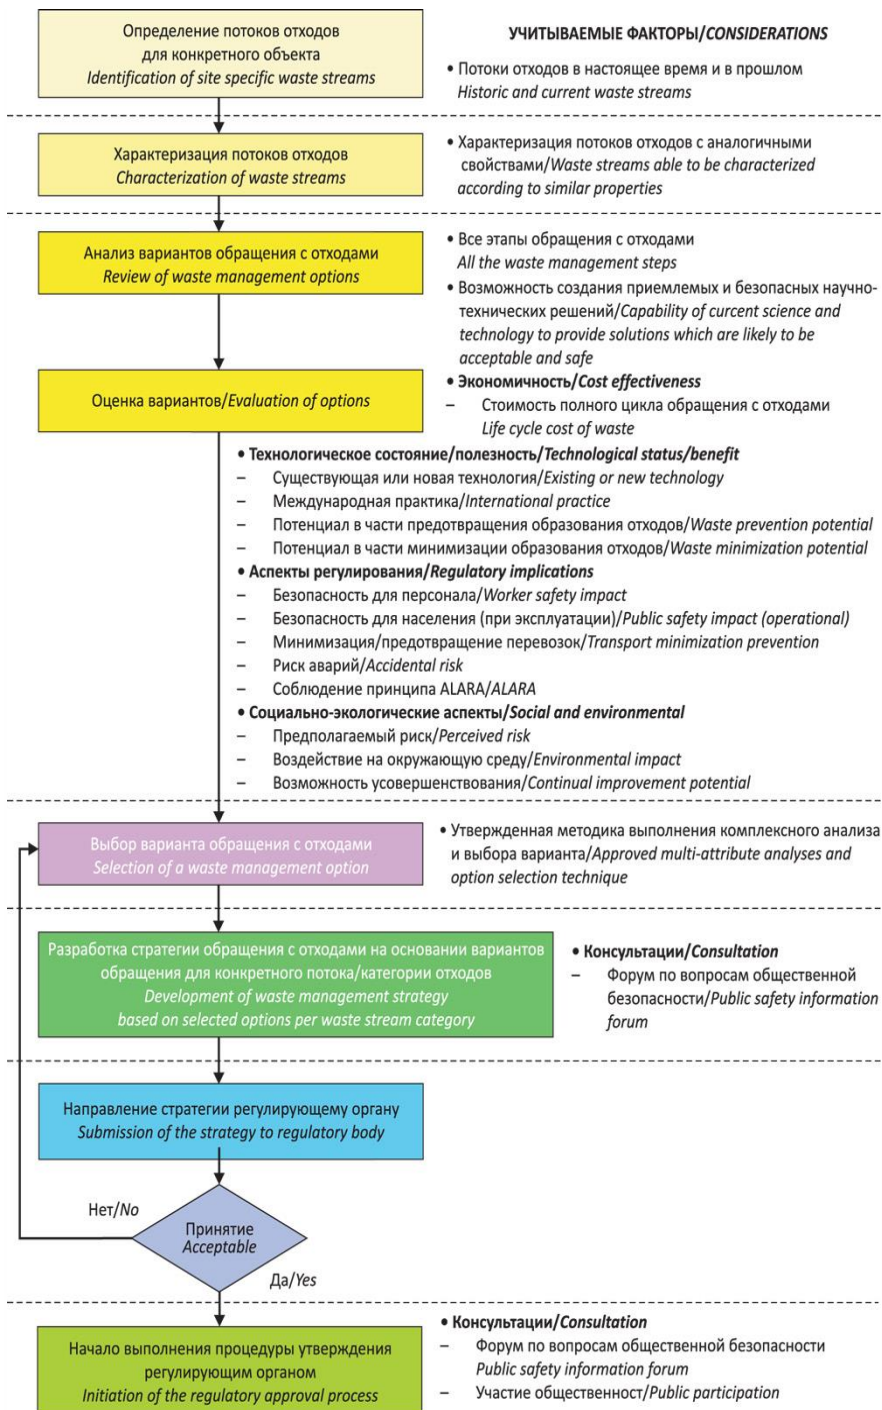 Определение потоков отходов
для конкретного объекта
Identification of site specific waste streams
УЧИТЫВАЕМЫЕ ФАКТОРЫ/CONSIDERATIONS
• Потоки отходов в настоящее время и в прошлом
Historic and current waste streams
Характеризация потоков отходов
Characterization of waste streams
• Характеризация потоков отходов с аналогичными
свойствами/Waste streams able to be characterized
according to similar properties
Анализ вариантов обращения с отходами
Review of waste management options
• Все этапы обращения с отходами
All the waste management steps
• Возможность создания приемлемых и безопасных научно-
технических решений/Capability of curcent science and
technology to provide solutions which are likely to be
acceptable and safe
Оценка вариантов/Evaluation of options
• Экономичность/Cost effectiveness
– Стоимость полного цикла обращения с отходами
Life cycle cost of waste
• Технологическое состояние/полезность/Technological status/benefit
– Существующая или новая технология/Existing or new technology
– Международная практика/International practice
– Потенциал в части предотвращения образования отходов/Waste prevention potential
– Потенциал в части минимизации образования отходов/Waste minimization potential
• Аспекты регулирования/Regulatory implications
– Безопасность для персонала/Worker safety impact
– Безопасность для населения (при эксплуатации)/Public safety impact (operational)
– Минимизация/предотвращение перевозок/Transport minimization prevention
– Риск аварий/Accidental risk
– Соблюдение принципа ALARA/ALARA
• Социально-экологические аспекты/Social and environmental
– Предполагаемый риск/Perceived risk
– Воздействие на окружающую среду/Environmental impact
– Возможность усовершенствования/Continual improvement potential
Выбор варианта обращения с отходами
Selection of a waste management option
• Утвержденная методика выполнения комплексного анализа
и выбора варианта/Approved multi-attribute analyses and
option selection technique
Разработка стратегии обращения с отходами на основании вариантов
обращения для конкретного потока/категории отходов
Development of waste management strategy
based on selected options per waste stream category
• Консультации/Consultation
– Форум по вопросам общественной
безопасности/Public safety information
forum
Направление стратегии регулирующему органу
Submission of the strategy to regulatory body
Нет/No
Принятие
Acceptable
Да/Yes
Начало выполнения процедуры утверждения
регулирющим органом
Initiation of the regulatory approval process
• Консультации/Consultation
– Форум по вопросам общественной безопасности
Public safety information forum
– Участие общественност/Public participation